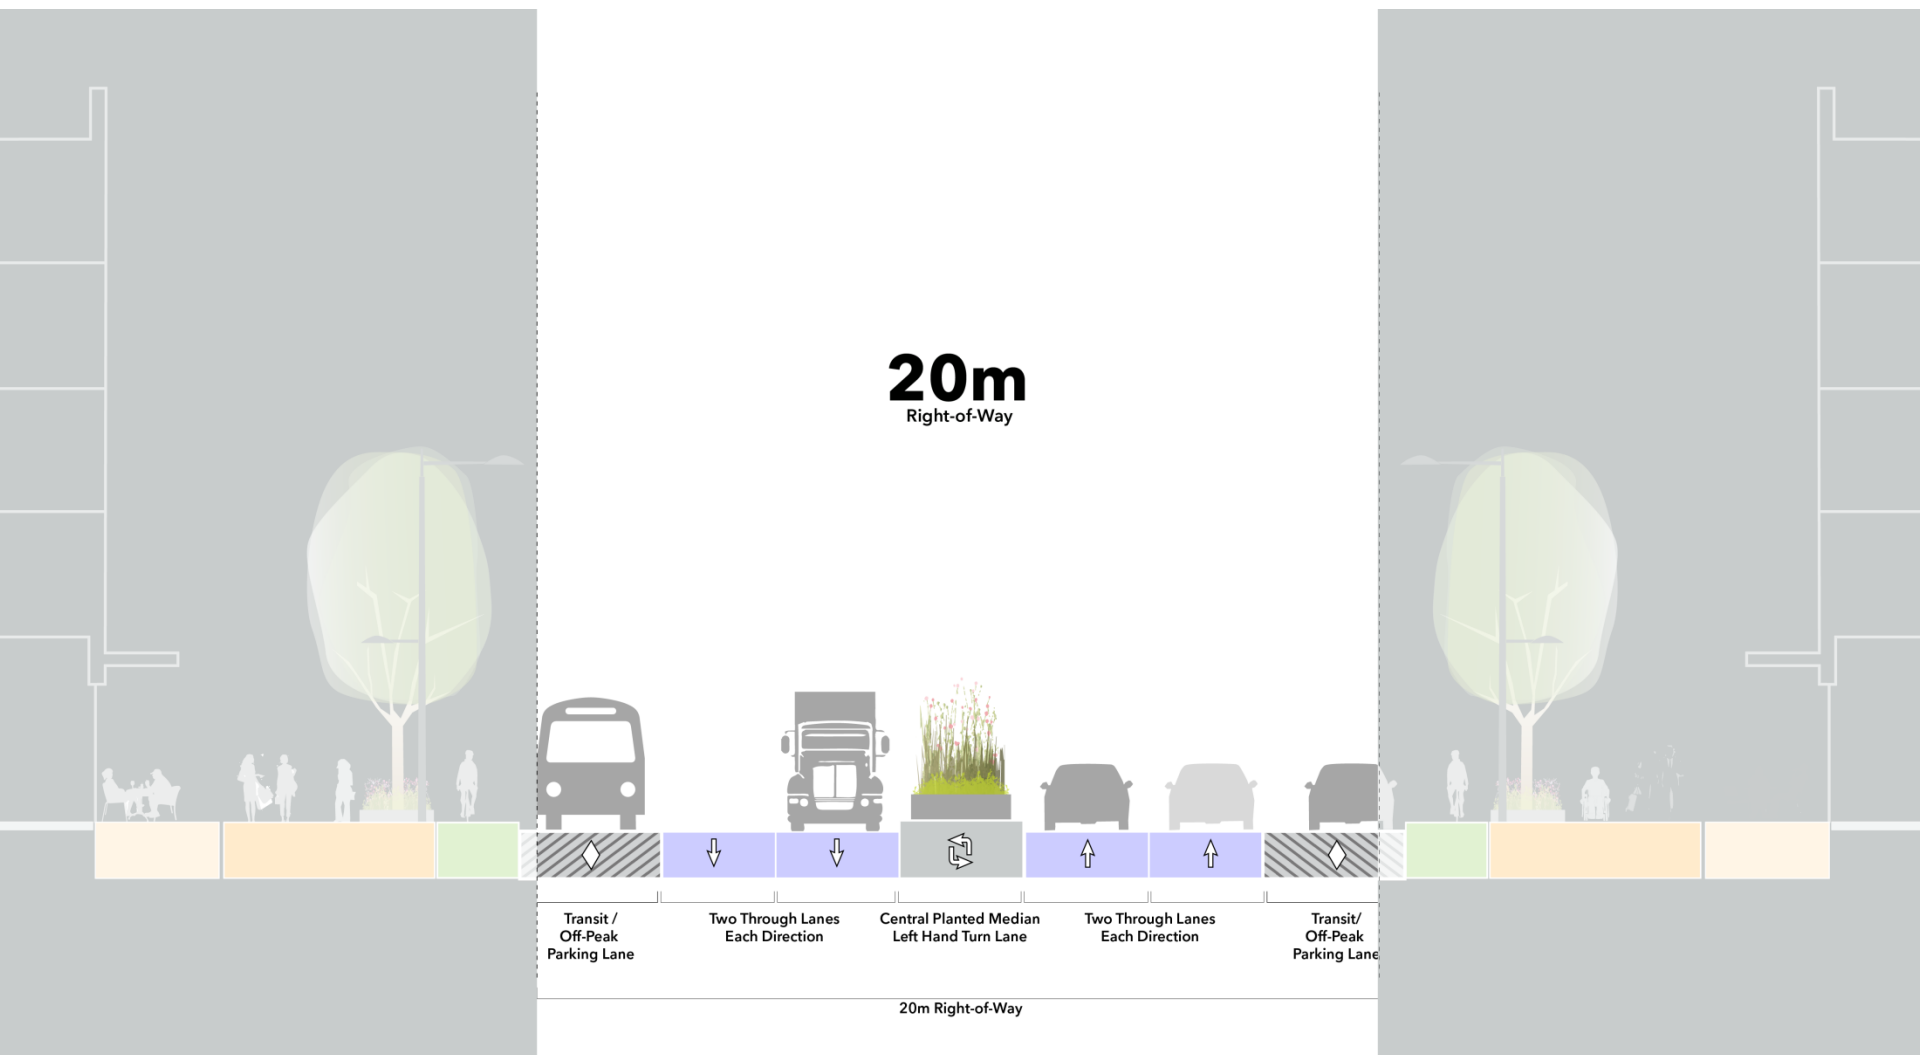 20m
Right-of-Way
Transit /
Off-Peak
Parking Lane
Two Through Lanes
Each Direction
Central Planted Median
Left Hand Turn Lane
Two Through Lanes
Each Direction
Transit/
Off-Peak
Parking Lane
20m Right-of-Way